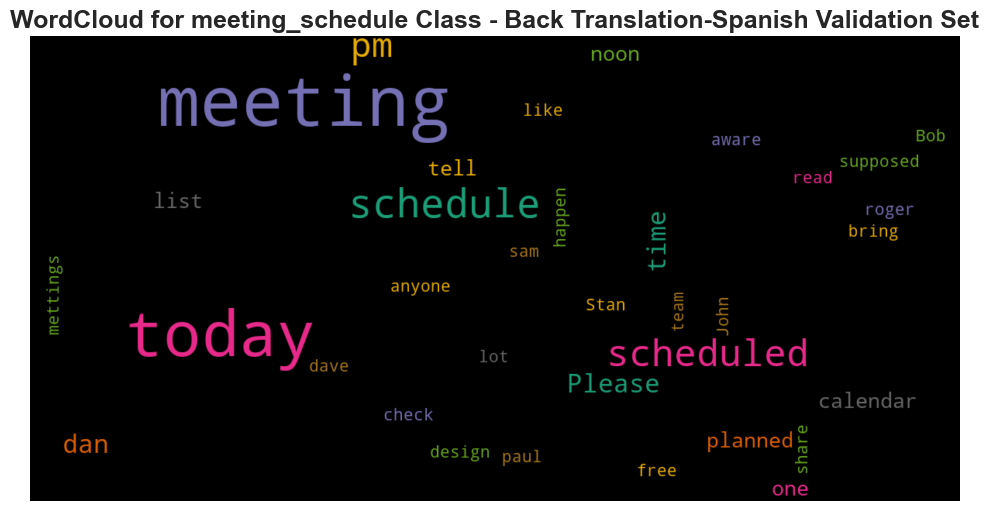 WordCloud for meeting_schedule Class - Back Translation-Spanish Validation Set
pm
noon
meeting
like
aware
Bob
supposed
tell
read
list
schedule
happen
time
roger
bring
sam
mettings
anyone
Stan
team
John
today
dave
lot
scheduled
Please
calendar
check
dan
design
paul
planned
share
free
one